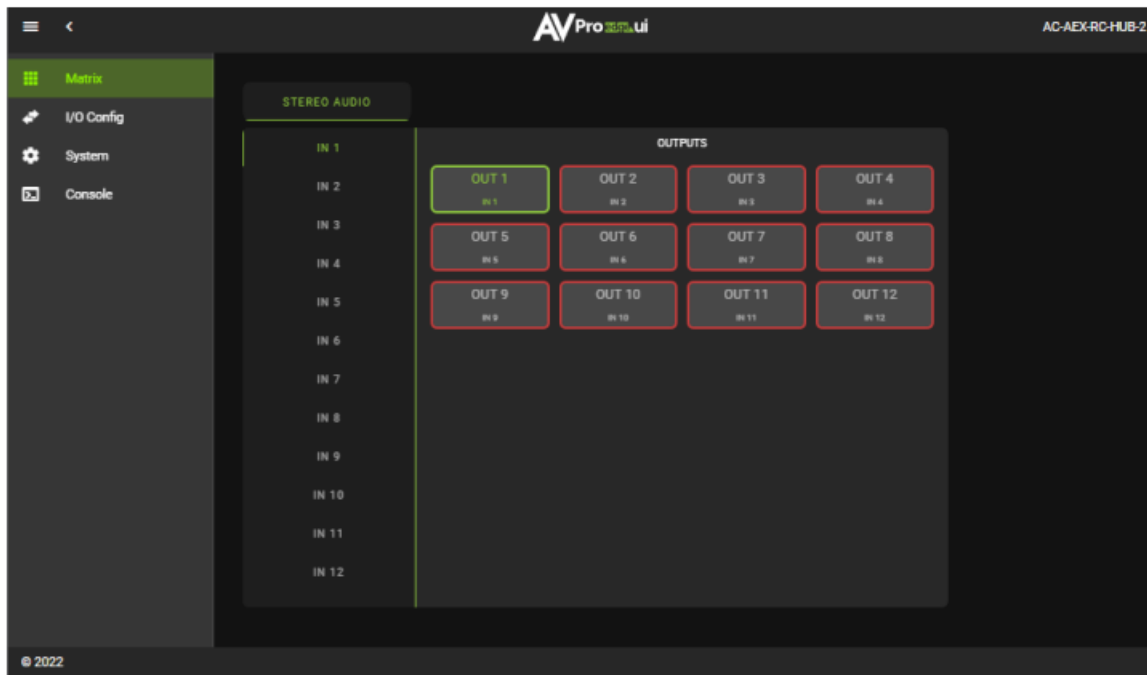 AVPro ui
AC-AEX-RC-HUB-2
Matrix
I/O Config
System
Console
STEREO AUDIO
IN 1
IN 2
IN 3
IN 4
IN 5
IN 6
IN 7
IN 8
IN 9
IN 10
IN 11
IN 12
OUTPUTS
OUT 1 OUT 2 OUT 3 OUT 4
IN 1 IN 2 IN 3 IN 4
OUT 5 OUT 6 OUT 7 OUT 8
IN 5 IN 6 IN 7 IN 8
OUT 9 OUT 10 OUT 11 OUT 12
IN 9 IN 10 IN 11 IN 12
© 2022